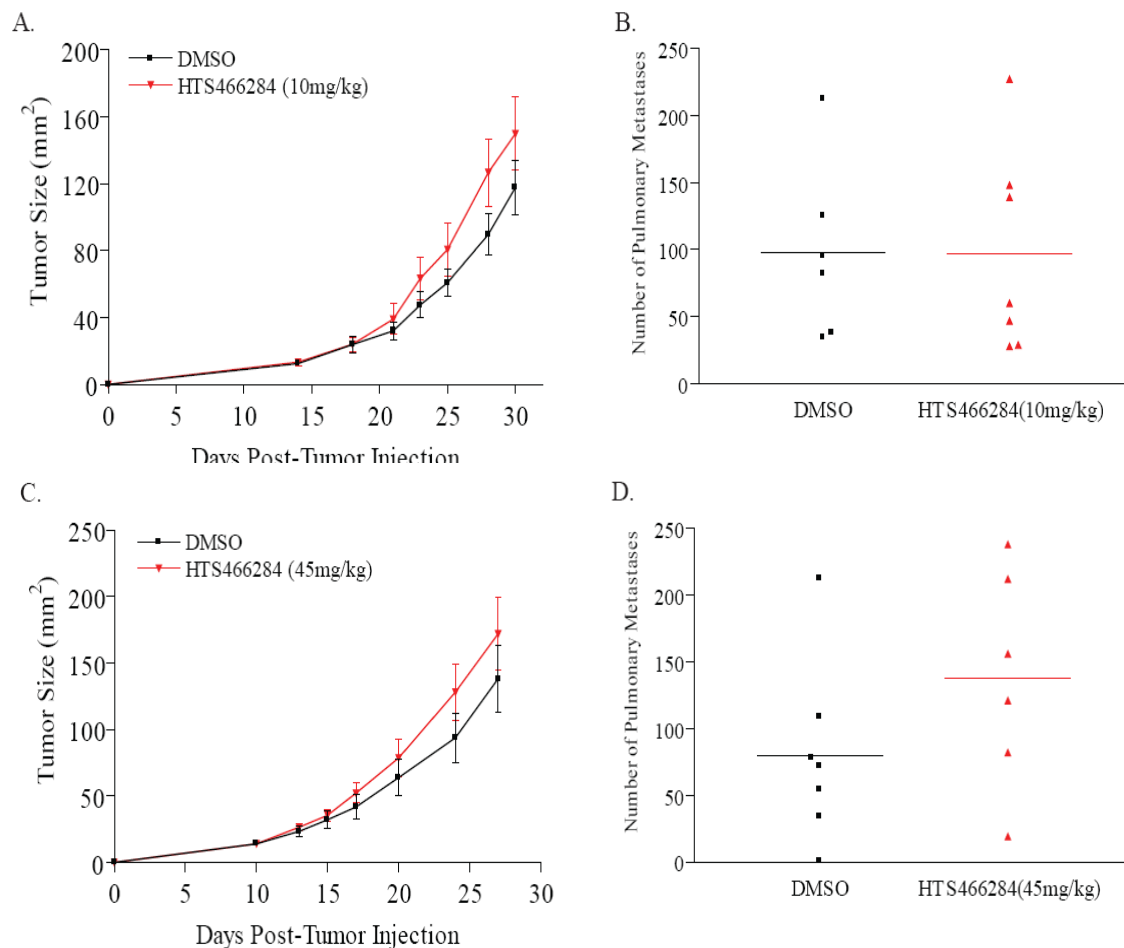 A.
DMSO
HTS466284 (10mg/kg)
Tumor Size (mm²)
200
160
120
80
40
0
0 5 10 15 20 25 30
Days Post-Tumor Injection
B.
Number of Pulmonary Metastases
250
200
150
100
50
0
DMSO HTS466284(10mg/kg)
C.
DMSO
HTS466284 (45mg/kg)
Tumor Size (mm²)
250
200
150
100
50
0
0 5 10 15 20 25 30
Days Post-Tumor Injection
D.
Number of Pulmonary Metastases
250
200
150
100
50
0
DMSO HTS466284(45mg/kg)